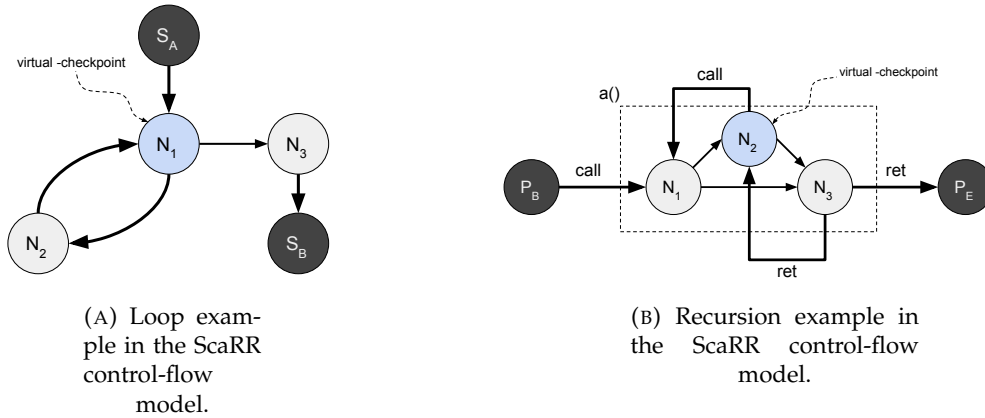 S_A
virtual -checkpoint
N_1
N_3
N_2
S_B
(A) Loop exam-
ple in the ScaRR
control-flow
model.
call
virtual -checkpoint
a()
N_2
P_B
call
N_1
N_3
ret
P_E
ret
(B) Recursion example in
the ScaRR control-flow
model.